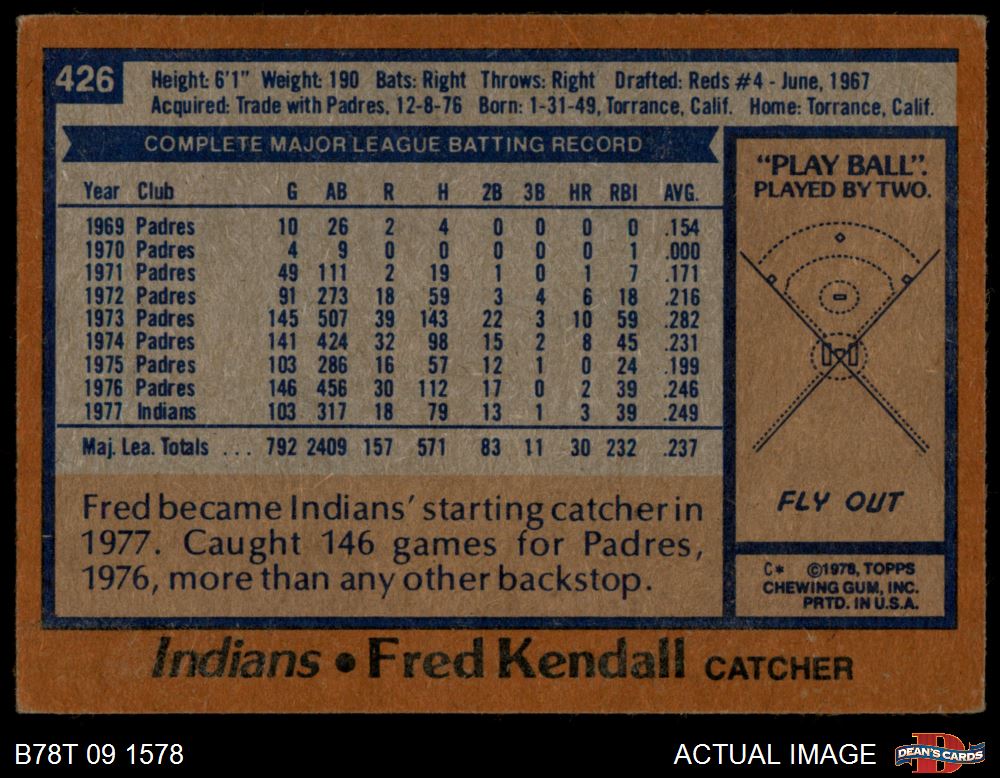 426
Height: 6'1" Weight: 190 Bats: Right Throws: Right Drafted: Reds #4 - June, 1967
Acquired: Trade with Padres, 12-8-76 Born: 1-31-49, Torrance, Calif. Home: Torrance, Calif.
COMPLETE MAJOR LEAGUE BATTING RECORD
Year Club G AB R H 2B 3B HR RBI AVG.
1969 Padres 10 26 2 4 0 0 0 0 .154
1970 Padres 4 9 0 0 0 0 0 1 .000
1971 Padres 49 111 2 19 1 0 1 7 .171
1972 Padres 91 273 18 59 3 4 6 18 .216
1973 Padres 145 507 39 143 22 3 10 59 .282
1974 Padres 141 424 32 98 15 2 8 45 .231
1975 Padres 103 286 16 57 12 1 0 24 .199
1976 Padres 146 456 30 112 17 0 2 39 .246
1977 Indians 103 317 18 79 13 1 3 39 .249
Maj. Lea. Totals ... 792 2409 157 571 83 11 30 232 .237
Fred became Indians' starting catcher in
1977. Caught 146 games for Padres,
1976, more than any other backstop.
"PLAY BALL".
PLAYED BY TWO.
FLY OUT
C* ©1978, TOPPS
CHEWING GUM, INC.
PRTD. IN U.S.A.
Indians • Fred Kendall CATCHER
B78T 09 1578
ACTUAL IMAGE
D
DEAN'S CARDS